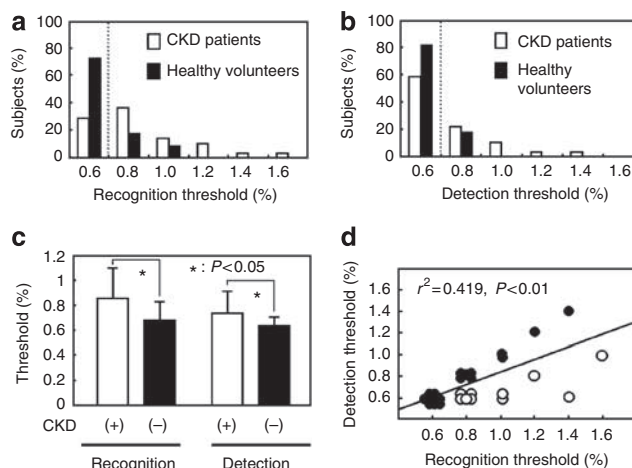 a
CKD patients
Healthy volunteers
Subjects (%)
100
80
60
40
20
0
0.6 0.8 1.0 1.2 1.4 1.6
Recognition threshold (%)
b
CKD patients
Healthy
volunteers
Subjects (%)
100
80
60
40
20
0
0.6 0.8 1.0 1.2 1.4 1.6
Detection threshold (%)
c
*: P<0.05
* *
Threshold (%)
1.2
1
0.8
0.6
0.4
0.2
0
CKD (+) (−) (+) (−)
Recognition Detection
d
r²=0.419, P<0.01
Detection threshold (%)
1.6
1.4
1.2
1.0
0.8
0.6
0.6 0.8 1.0 1.2 1.4 1.6
Recognition threshold (%)